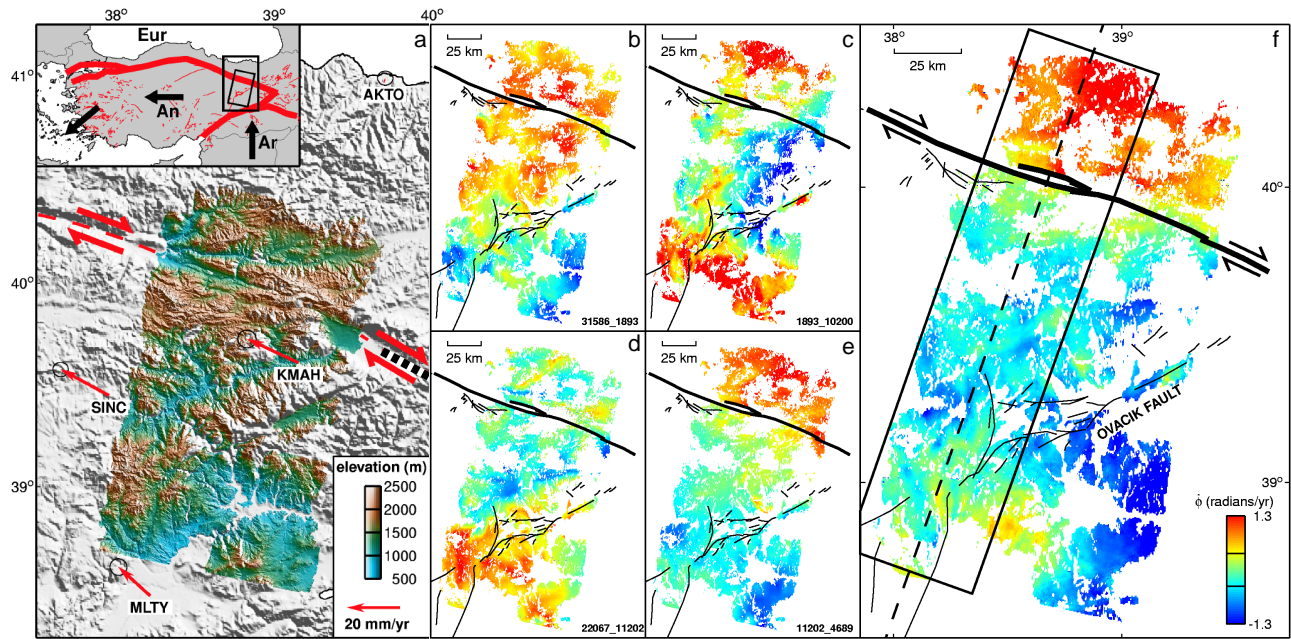 38° 39° 40°
a
Eur
An
Ar
41°
40°
39°
AKTO
KMAH
SINC
MLTY
elevation (m)
2500
2000
1500
1000
500
20 mm/yr
b
25 km
31586_1893
c
25 km
1893_10200
d
25 km
22067_11202
e
25 km
11202_4689
f
38° 39°
25 km
40°
39°
OVACIK FAULT
ϕ̇ (radians/yr)
1.3
-1.3